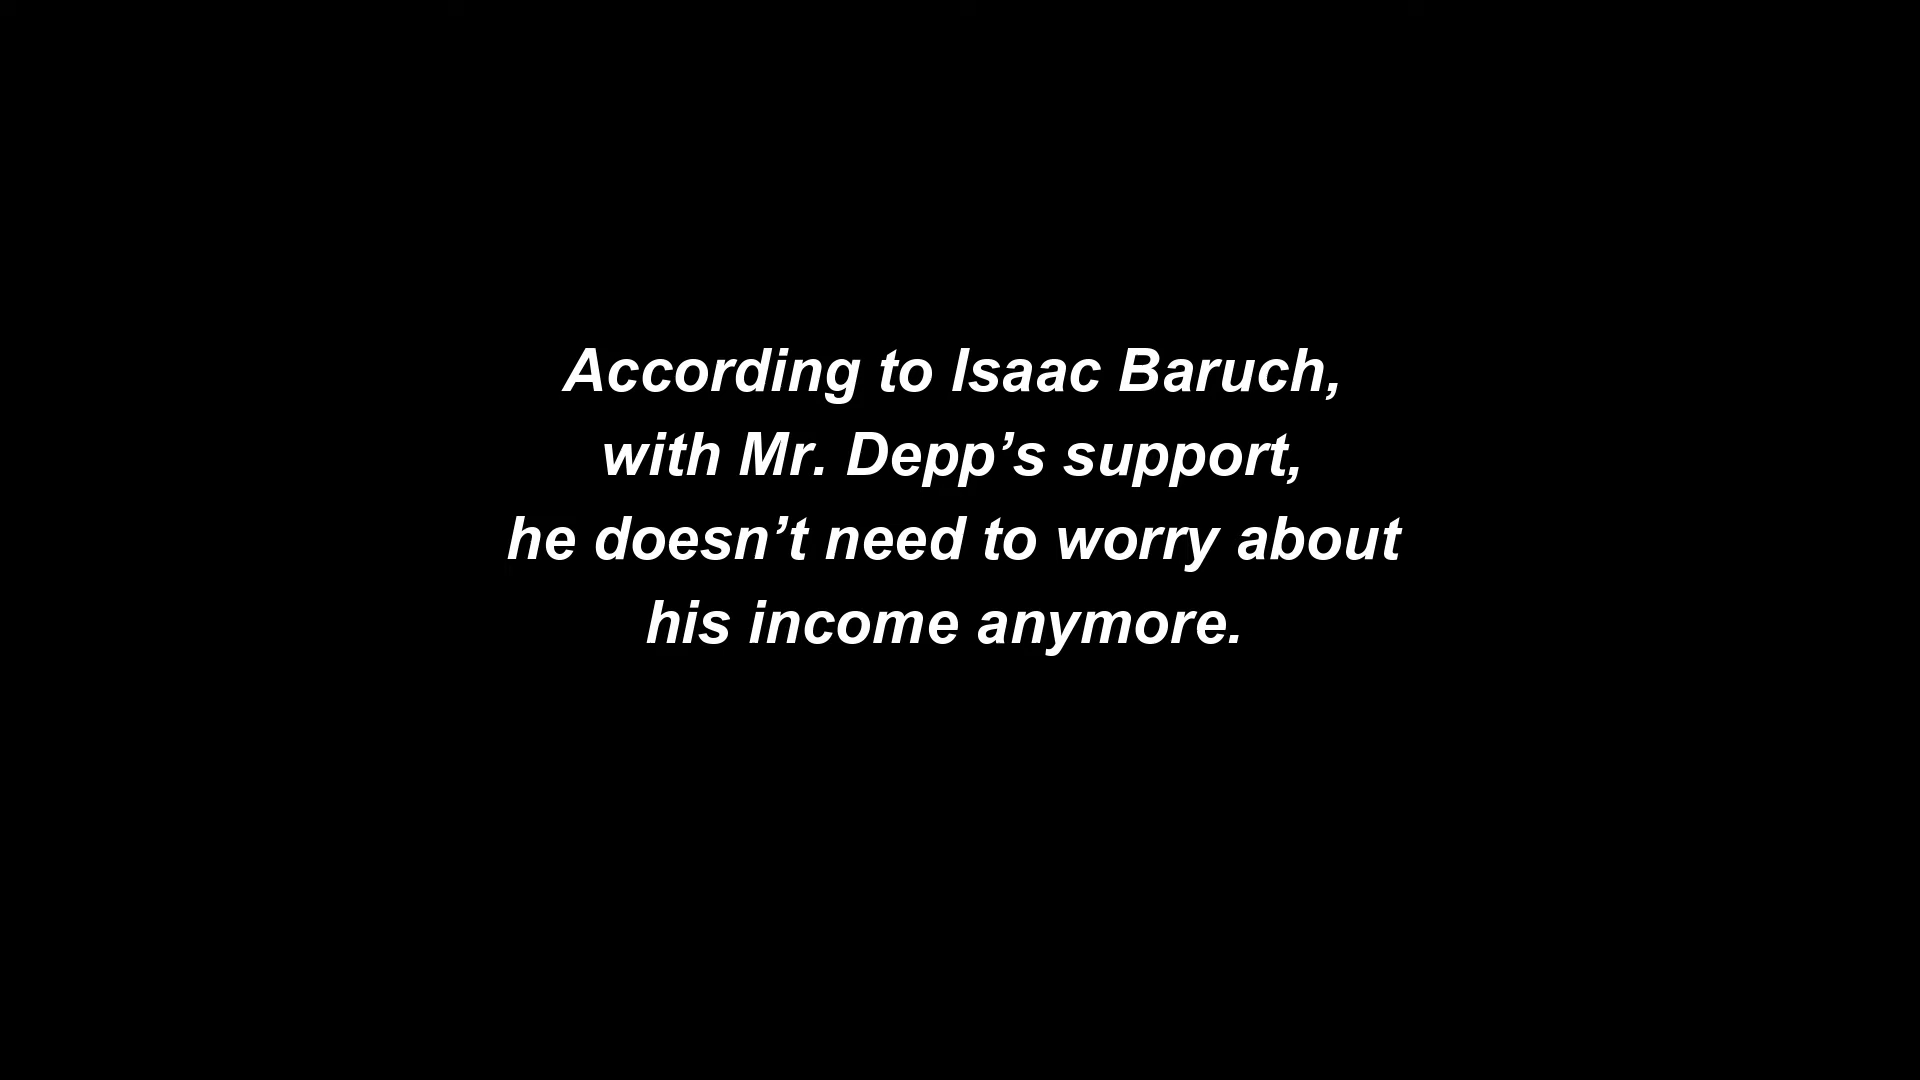 According to Isaac Baruch,
with Mr. Depp’s support,
he doesn’t need to worry about
his income anymore.